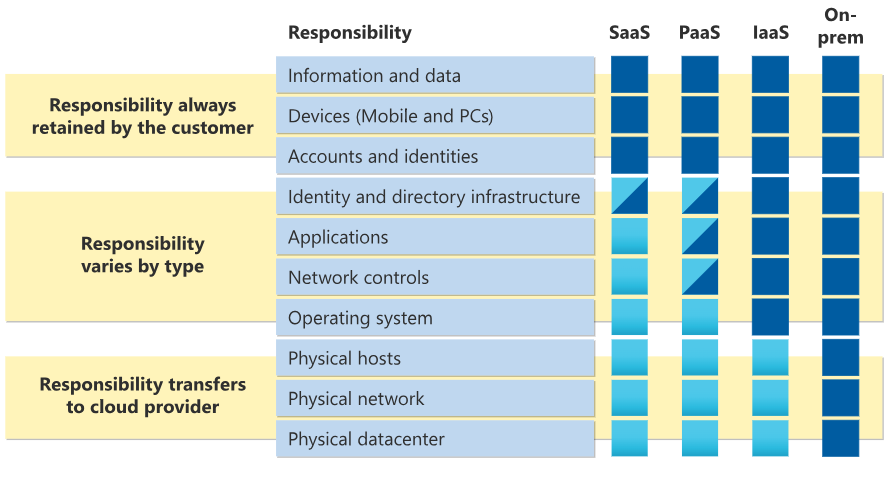 Responsibility
SaaS
PaaS
IaaS
On-
prem
Responsibility always
retained by the customer
Information and data
Devices (Mobile and PCs)
Accounts and identities
Responsibility
varies by type
Identity and directory infrastructure
Applications
Network controls
Operating system
Responsibility transfers
to cloud provider
Physical hosts
Physical network
Physical datacenter